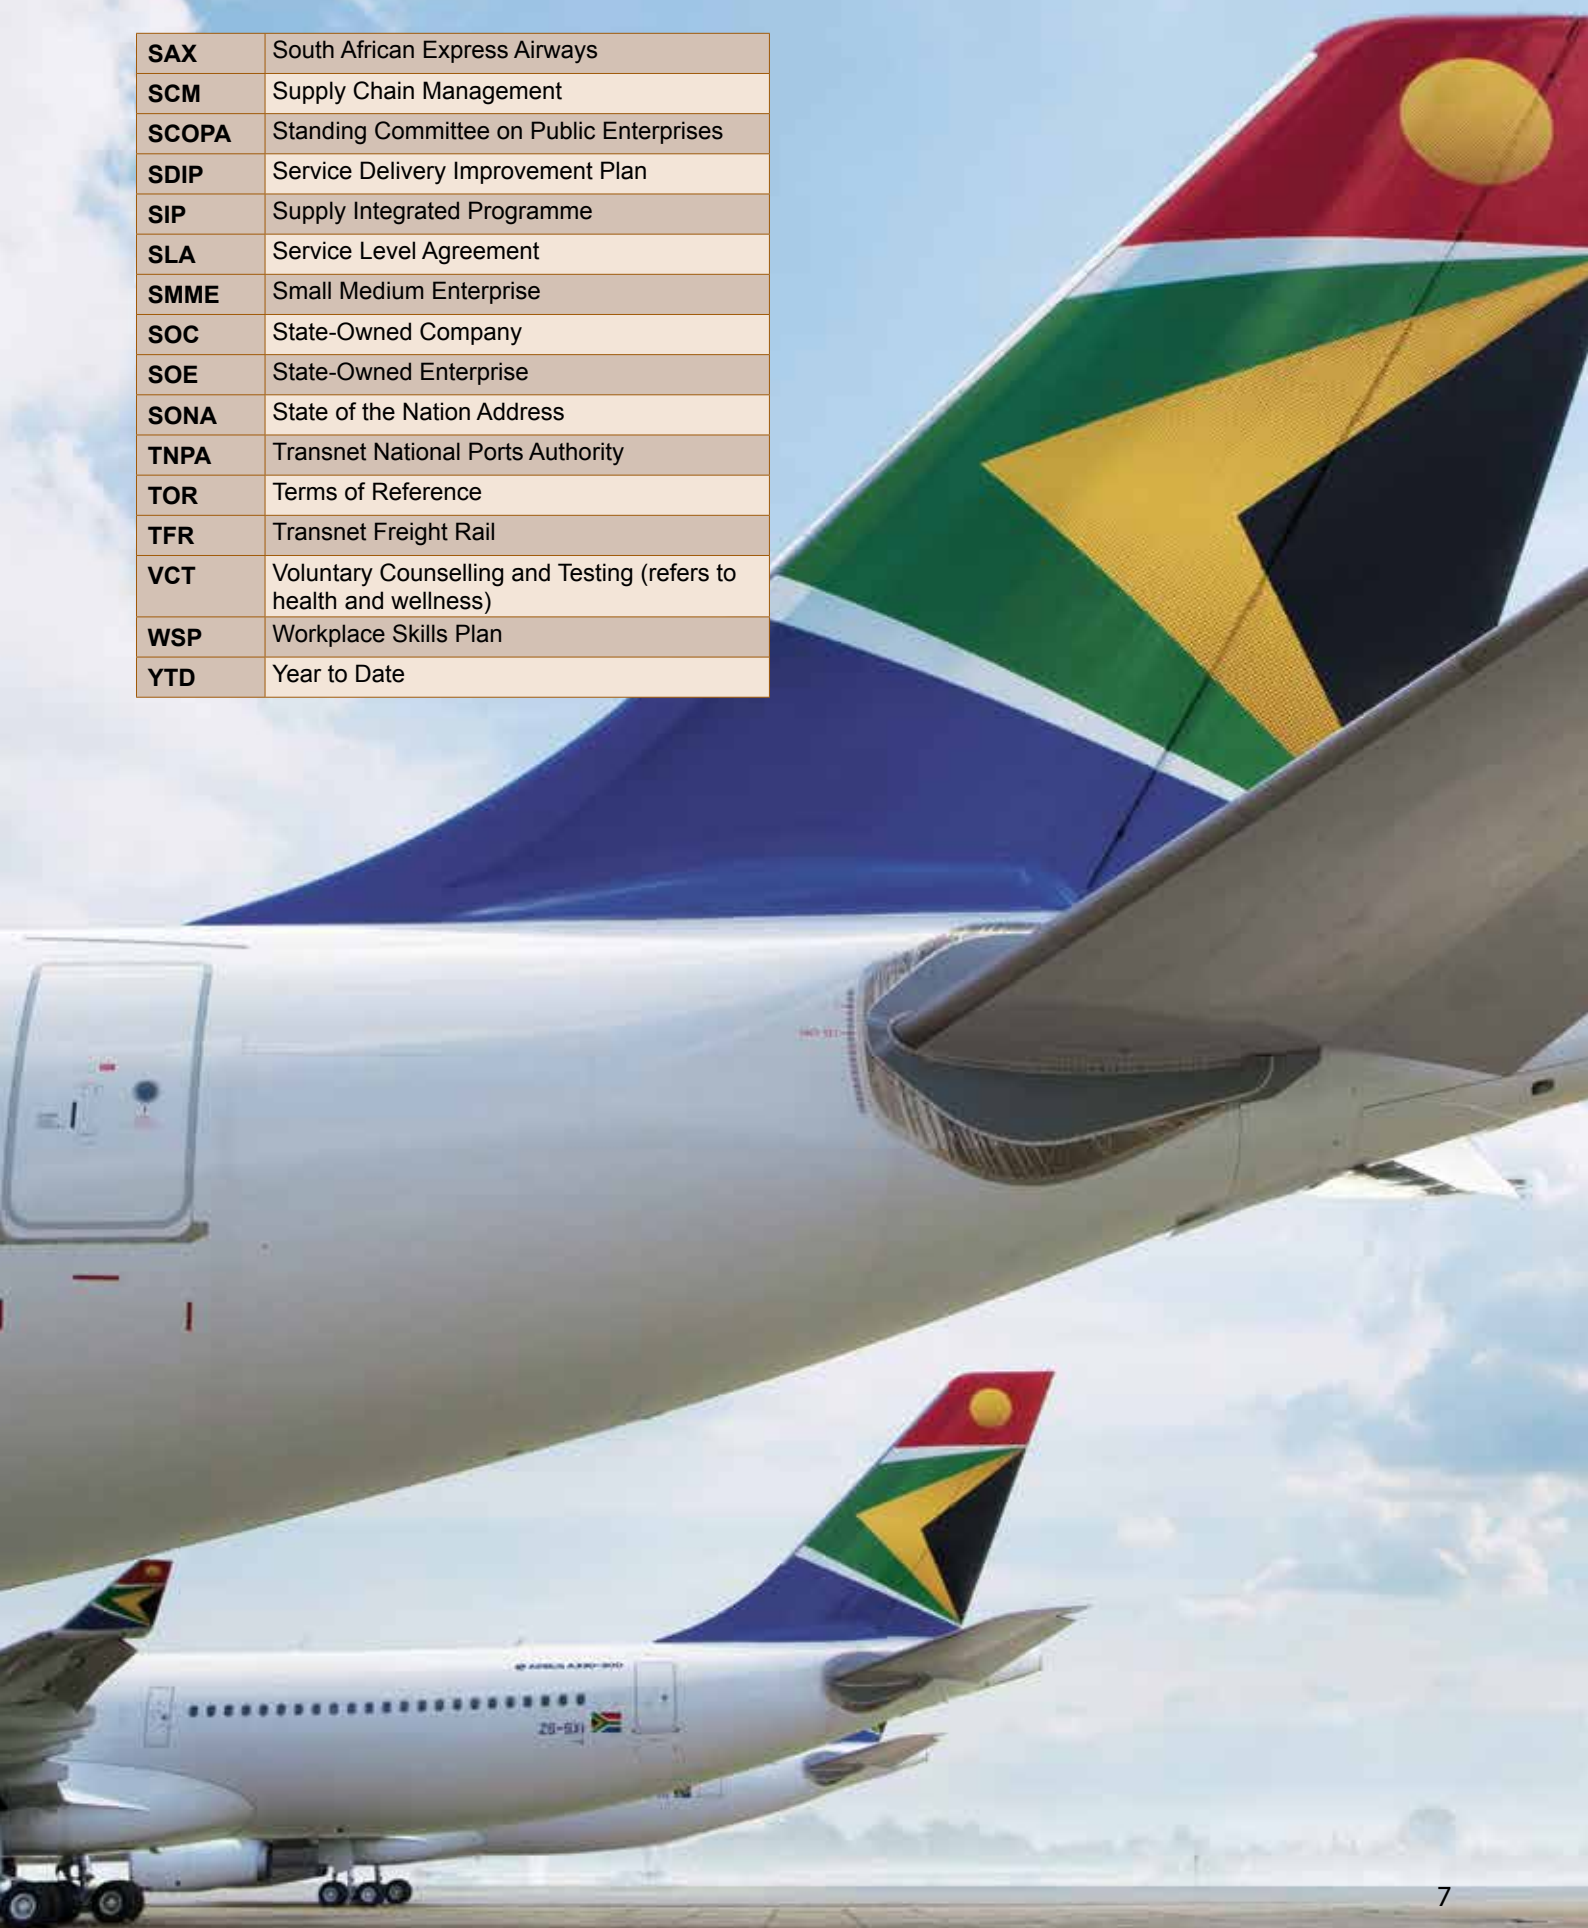 SAX South African Express Airways
SCM Supply Chain Management
SCOPA Standing Committee on Public Enterprises
SDIP Service Delivery Improvement Plan
SIP Supply Integrated Programme
SLA Service Level Agreement
SMME Small Medium Enterprise
SOC State-Owned Company
SOE State-Owned Enterprise
SONA State of the Nation Address
TNPA Transnet National Ports Authority
TOR Terms of Reference
TFR Transnet Freight Rail
VCT Voluntary Counselling and Testing (refers to
health and wellness)
WSP Workplace Skills Plan
YTD Year to Date
AIRBUS
ZS-SXI
7